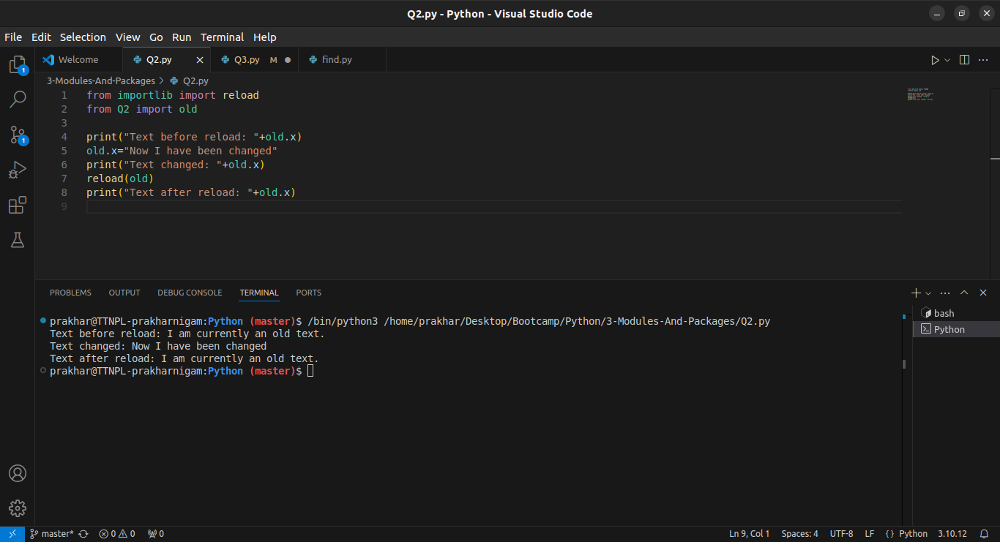 Q2.py - Python - Visual Studio Code
File Edit Selection View Go Run Terminal Help
Welcome Q2.py Q3.py M find.py
3-Modules-And-Packages > Q2.py
1 from importlib import reload
2 from Q2 import old
3
4 print("Text before reload: "+old.x)
5 old.x="Now I have been changed"
6 print("Text changed: "+old.x)
7 reload(old)
8 print("Text after reload: "+old.x)
9
1
1
PROBLEMS OUTPUT DEBUG CONSOLE TERMINAL PORTS
prakhar@TTNPL-prakharnigam:Python (master)$ /bin/python3 /home/prakhar/Desktop/Bootcamp/Python/3-Modules-And-Packages/Q2.py
Text before reload: I am currently an old text.
Text changed: Now I have been changed
Text after reload: I am currently an old text.
prakhar@TTNPL-prakharnigam:Python (master)$
bash
Python
master* 0 0 0 Ln 9, Col 1 Spaces: 4 UTF-8 LF {} Python 3.10.12